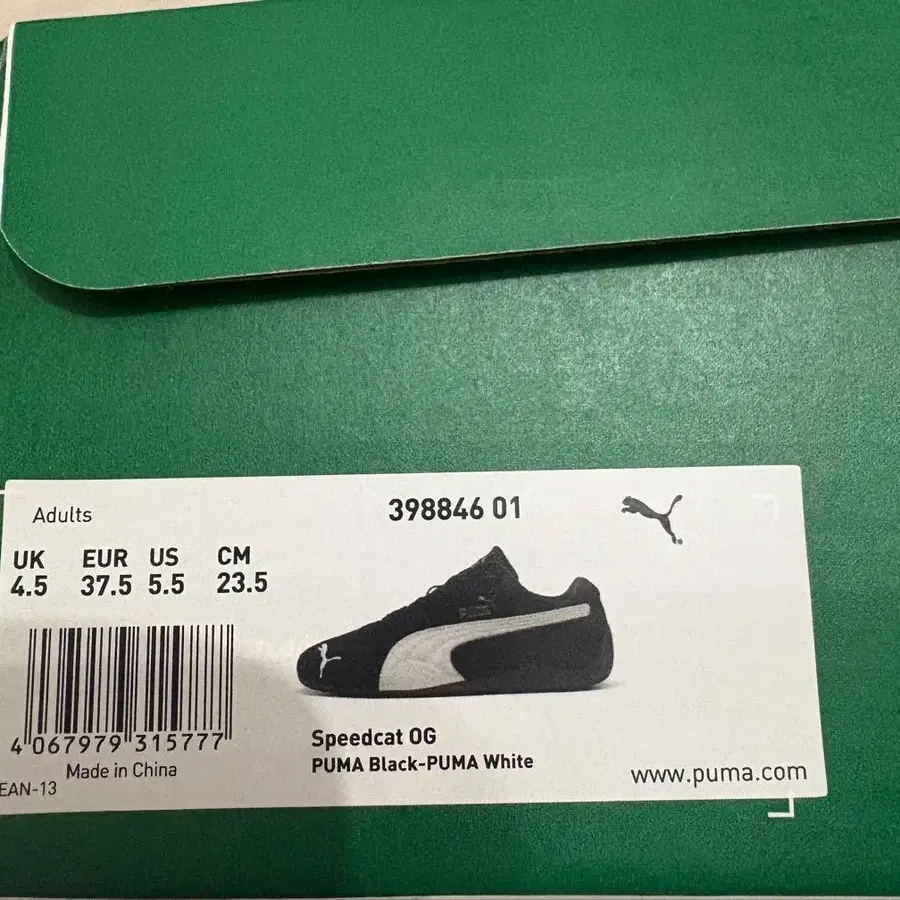 Adults
398846 01
UK EUR US CM
4.5 37.5 5.5 23.5
4 067979 315777
Made in China
EAN-13
Speedcat OG
PUMA Black-PUMA White
www.puma.com